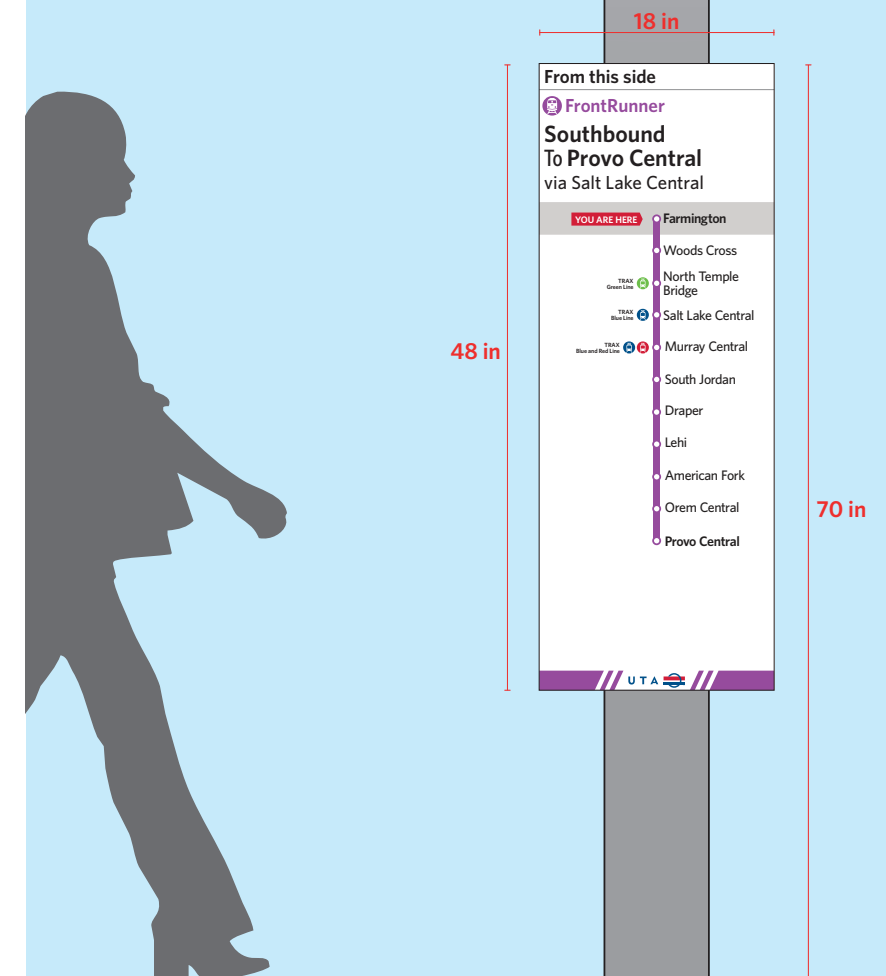 18 in
From this side
FrontRunner
Southbound
To Provo Central
via Salt Lake Central
YOU ARE HERE Farmington
Woods Cross
TRAX
Green Line
North Temple
Bridge
TRAX
Blue Line
Salt Lake Central
TRAX
Blue and Red Line
Murray Central
48 in
South Jordan
Draper
Lehi
American Fork
Orem Central
70 in
Provo Central
UTA